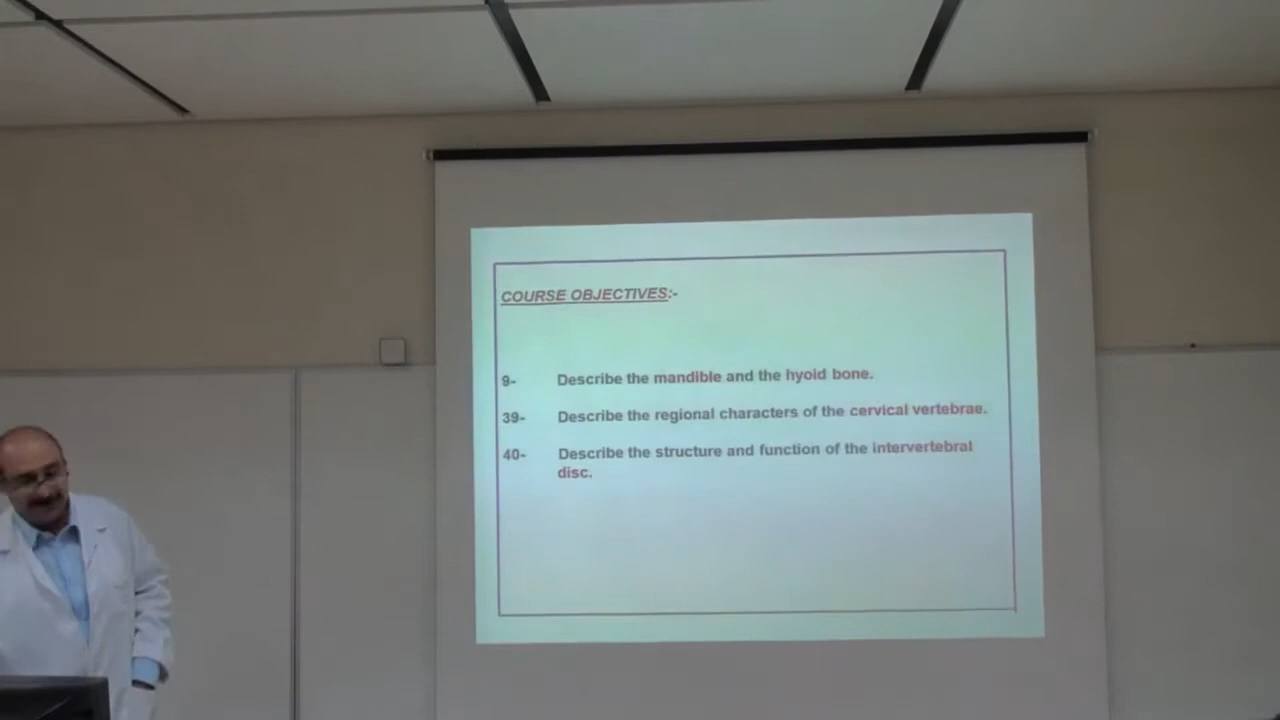 COURSE OBJECTIVES:-
9- Describe the mandible and the hyoid bone.
39- Describe the regional characters of the cervical vertebrae.
40- Describe the structure and function of the intervertebral
disc.